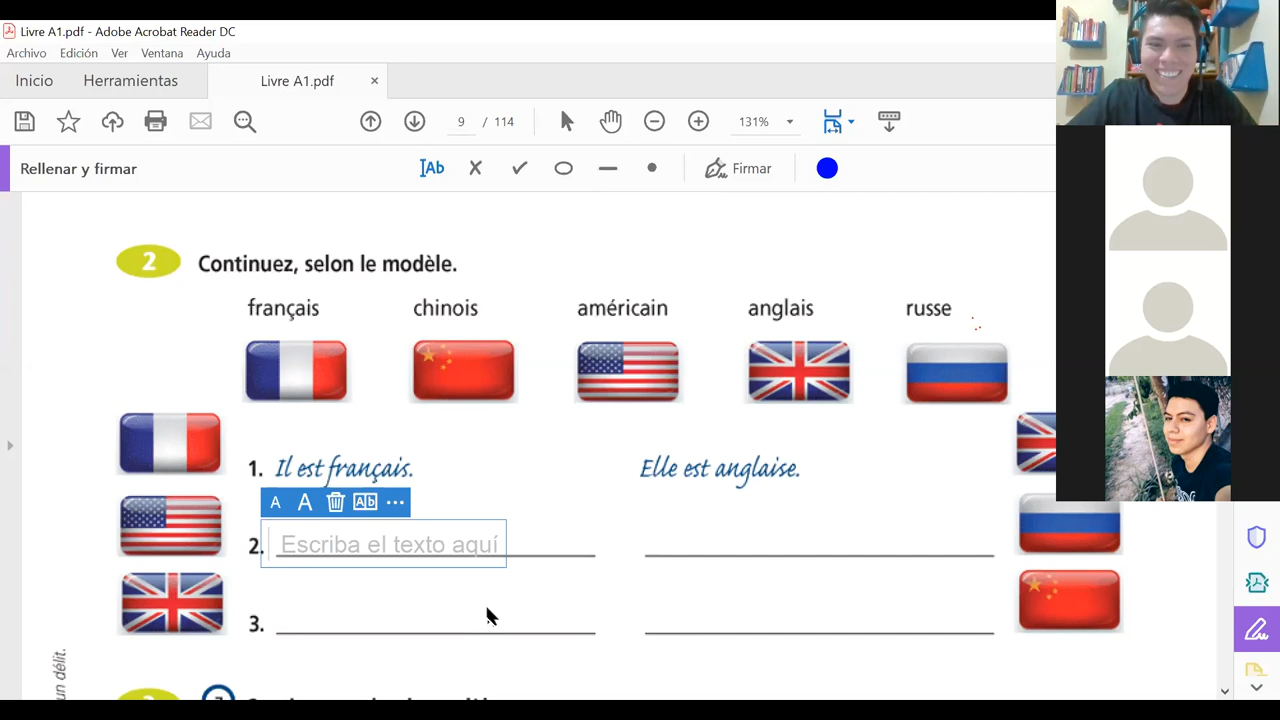 Livre A1.pdf - Adobe Acrobat Reader DC
Archivo Edición Ver Ventana Ayuda
Inicio Herramientas Livre A1.pdf ×
9 / 114 131%
Rellenar y firmar
Ab Firmar
2 Continuez, selon le modèle.
français chinois américain anglais russe
1. Il est français. Elle est anglaise.
A A Ab ...
2. Escriba el texto aquí
3.
un délit.